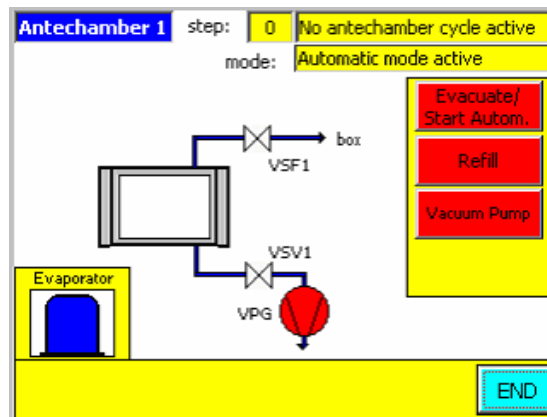 Antechamber 1 step: 0 No antechamber cycle active
mode: Automatic mode active
Evacuate/
Start Autom.
box
VSF1
Refill
Vacuum Pump
VSV1
Evaporator
VPG
END